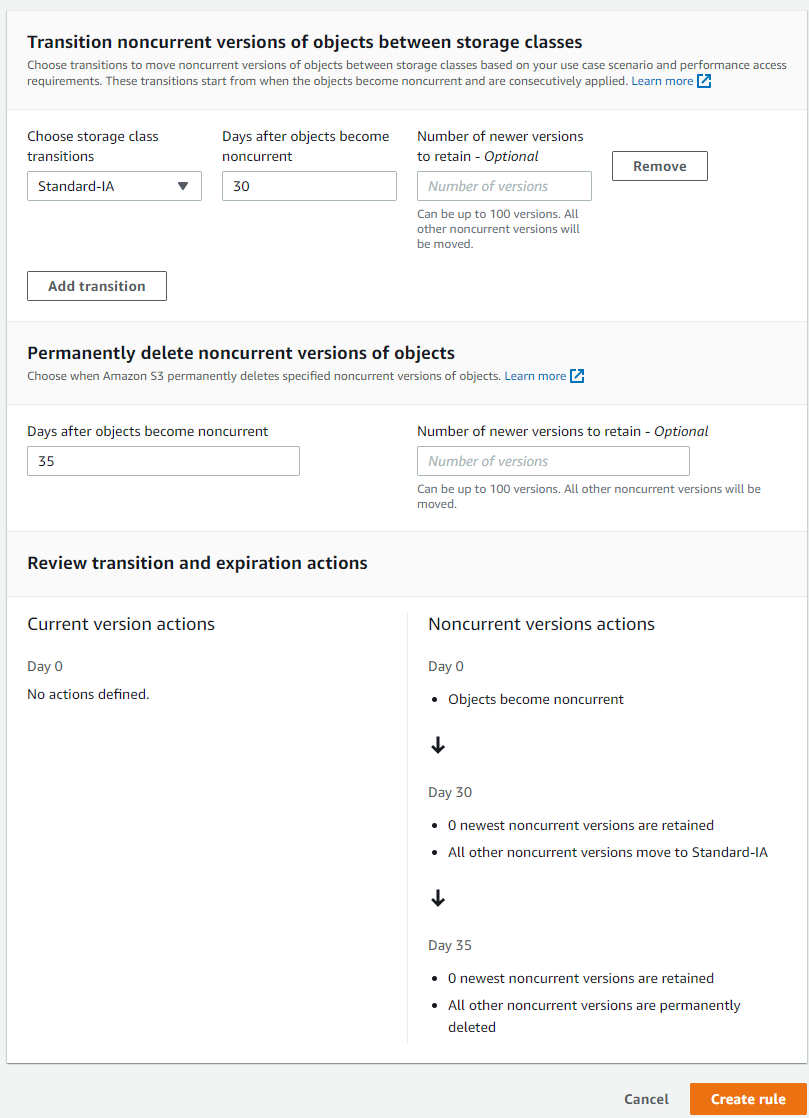 Transition noncurrent versions of objects between storage classes
Choose transitions to move noncurrent versions of objects between storage classes based on your use case scenario and performance access
requirements. These transitions start from when the objects become noncurrent and are consecutively applied. Learn more
Choose storage class
transitions
Standard-IA
Days after objects become
noncurrent
30
Number of newer versions
to retain - Optional
Number of versions
Can be up to 100 versions. All
other noncurrent versions will
be moved.
Remove
Add transition
Permanently delete noncurrent versions of objects
Choose when Amazon S3 permanently deletes specified noncurrent versions of objects. Learn more
Days after objects become noncurrent
35
Number of newer versions to retain - Optional
Number of versions
Can be up to 100 versions. All other noncurrent versions will be
moved.
Review transition and expiration actions
Current version actions
Day 0
No actions defined.
Noncurrent versions actions
Day 0
• Objects become noncurrent
Day 30
• 0 newest noncurrent versions are retained
• All other noncurrent versions move to Standard-IA
Day 35
• 0 newest noncurrent versions are retained
• All other noncurrent versions are permanently
deleted
Cancel
Create rule